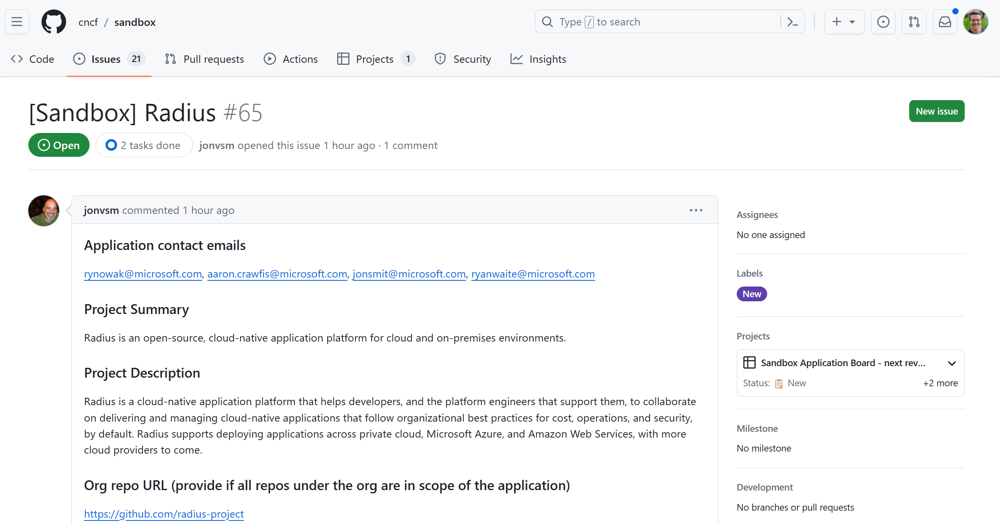 cncf / sandbox
Type / to search
Code
Issues 21
Pull requests
Actions
Projects 1
Security
Insights
[Sandbox] Radius #65
New issue
Open
2 tasks done
jonvsm opened this issue 1 hour ago · 1 comment
jonvsm commented 1 hour ago
Application contact emails
rynowak@microsoft.com, aaron.crawfis@microsoft.com, jonsmit@microsoft.com, ryanwaite@microsoft.com
Project Summary
Radius is an open-source, cloud-native application platform for cloud and on-premises environments.
Project Description
Radius is a cloud-native application platform that helps developers, and the platform engineers that support them, to collaborate
on delivering and managing cloud-native applications that follow organizational best practices for cost, operations, and security,
by default. Radius supports deploying applications across private cloud, Microsoft Azure, and Amazon Web Services, with more
cloud providers to come.
Org repo URL (provide if all repos under the org are in scope of the application)
https://github.com/radius-project
Assignees
No one assigned
Labels
New
Projects
Sandbox Application Board - next rev...
Status: 📋 New
+2 more
Milestone
No milestone
Development
No branches or pull requests